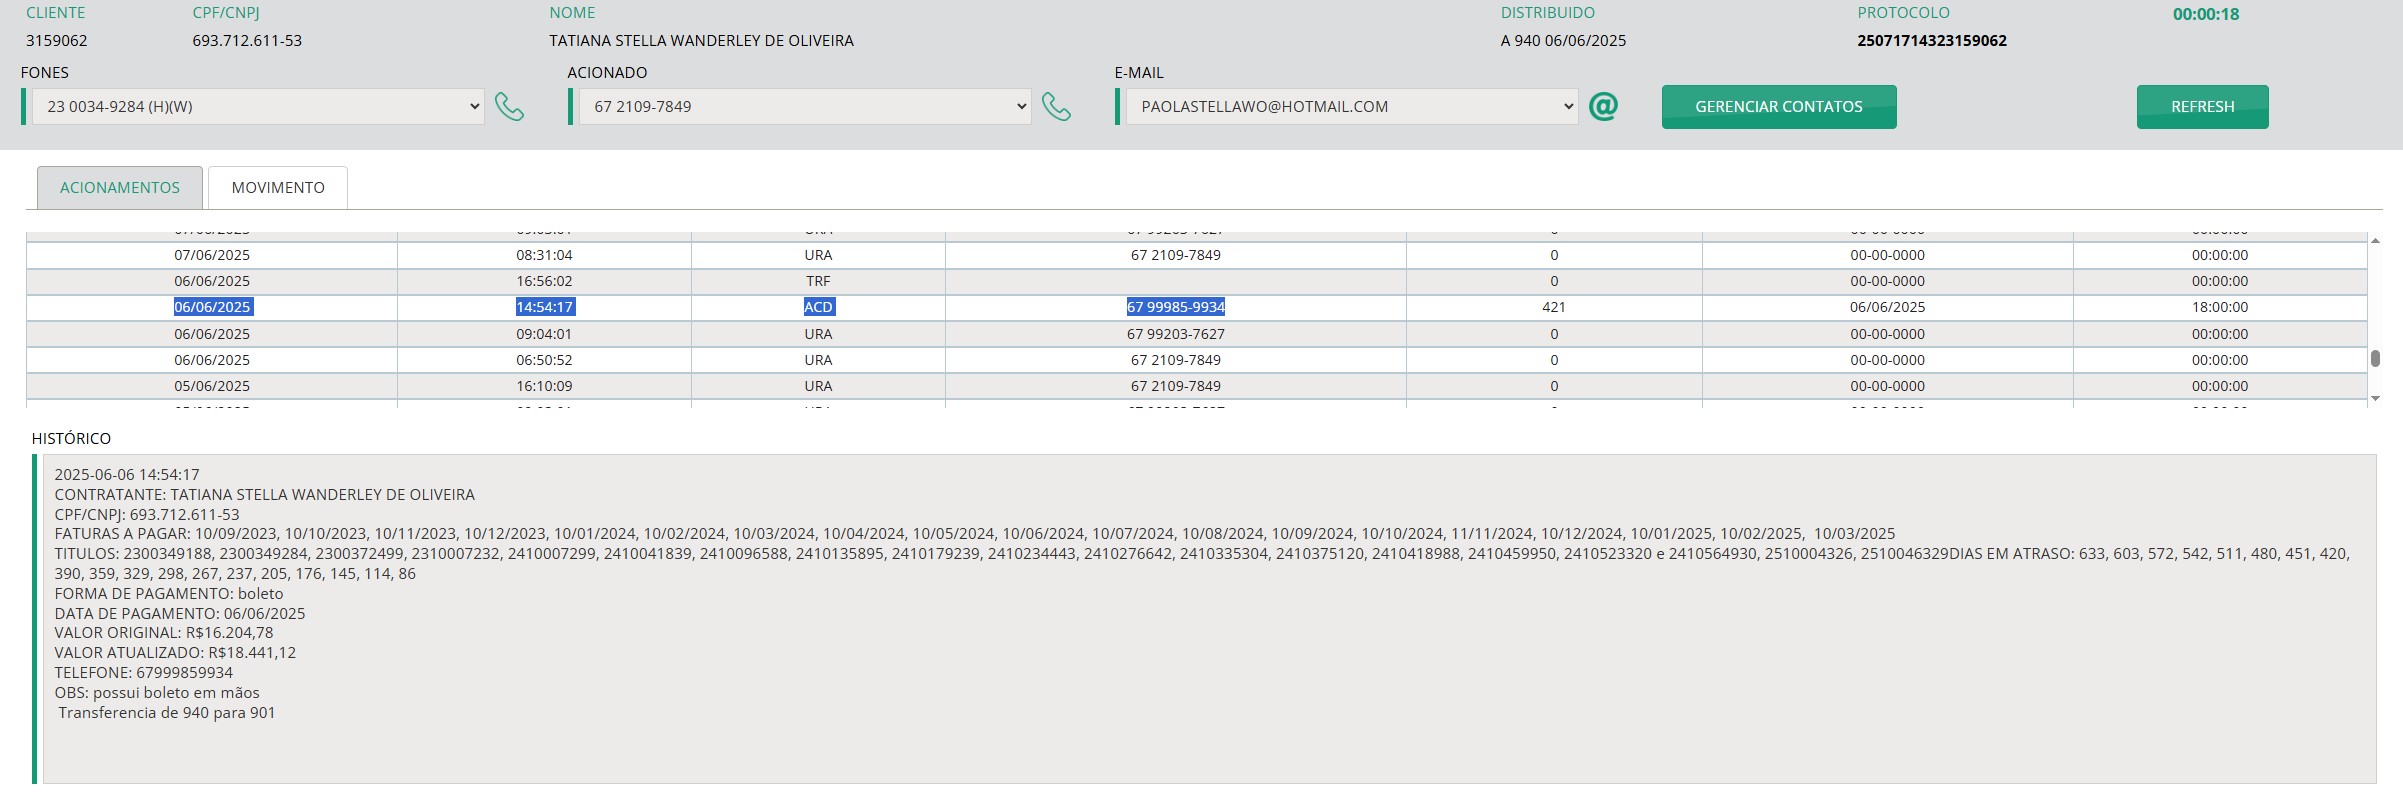 CLIENTE CPF/CNPJ NOME DISTRIBUIDO PROTOCOLO 00:00:18
3159062 693.712.611-53 TATIANA STELLA WANDERLEY DE OLIVEIRA A 940 06/06/2025 25071714323159062
FONES ACIONADO E-MAIL
23 0034-9284 (H)(W) 67 2109-7849 PAOLASTELLAWO@HOTMAIL.COM @ GERENCIAR CONTATOS REFRESH
ACIONAMENTOS MOVIMENTO
07/06/2025 08:31:04 URA 67 2109-7849 0 00-00-0000 00:00:00
06/06/2025 16:56:02 TRF 0 00-00-0000 00:00:00
06/06/2025 14:54:17 ACD 67 99985-9934 421 06/06/2025 18:00:00
06/06/2025 09:04:01 URA 67 99203-7627 0 00-00-0000 00:00:00
06/06/2025 06:50:52 URA 67 2109-7849 0 00-00-0000 00:00:00
05/06/2025 16:10:09 URA 67 2109-7849 0 00-00-0000 00:00:00
HISTÓRICO
2025-06-06 14:54:17
CONTRATANTE: TATIANA STELLA WANDERLEY DE OLIVEIRA
CPF/CNPJ: 693.712.611-53
FATURAS A PAGAR: 10/09/2023, 10/10/2023, 10/11/2023, 10/12/2023, 10/01/2024, 10/02/2024, 10/03/2024, 10/04/2024, 10/05/2024, 10/06/2024, 10/07/2024, 10/08/2024, 10/09/2024, 10/10/2024, 11/11/2024, 10/12/2024, 10/01/2025, 10/02/2025, 10/03/2025
TITULOS: 2300349188, 2300349284, 2300372499, 2310007232, 2410007299, 2410041839, 2410096588, 2410135895, 2410179239, 2410234443, 2410276642, 2410335304, 2410375120, 2410418988, 2410459950, 2410523320 e 2410564930, 2510004326, 2510046329DIAS EM ATRASO: 633, 603, 572, 542, 511, 480, 451, 420,
390, 359, 329, 298, 267, 237, 205, 176, 145, 114, 86
FORMA DE PAGAMENTO: boleto
DATA DE PAGAMENTO: 06/06/2025
VALOR ORIGINAL: R$16.204,78
VALOR ATUALIZADO: R$18.441,12
TELEFONE: 67999859934
OBS: possui boleto em mãos
Transferencia de 940 para 901